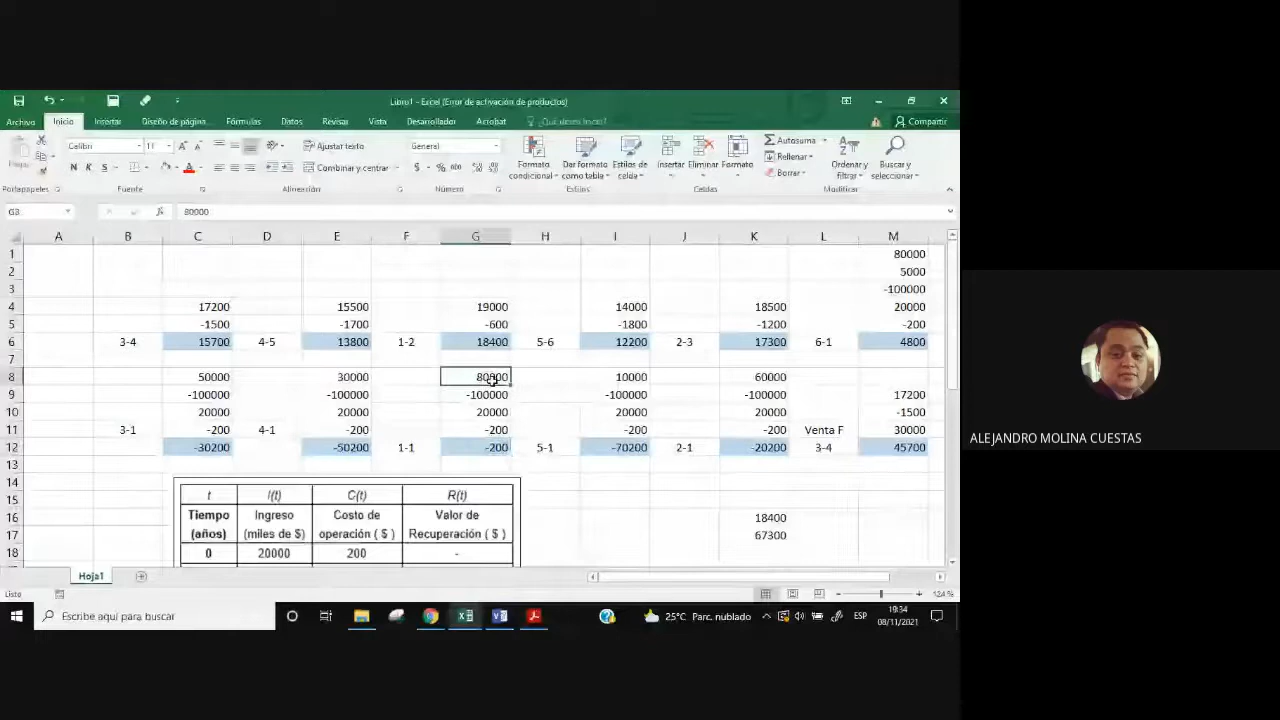 Libro1 - Excel (Error de activación de productos)
Archivo Inicio Insertar Diseño de página Fórmulas Datos Revisar Vista Desarrollador Acrobat ¿Qué desea hacer? Compartir
Calibri 11 Ajustar texto General Autosuma
N K S Combinar y centrar $ % 000 Rellenar
Formato condicional Dar formato como tabla Estilos de celda Insertar Eliminar Formato Borrar Ordenar y filtrar Buscar y seleccionar
Portapapeles Fuente Alineación Número Estilos Celdas Modificar
G8 fx 80000
A B C D E F G H I J K L M
1 80000
2 5000
3 -100000
4 17200 15500 19000 14000 18500 20000
5 -1500 -1700 -600 -1800 -1200 -200
6 3-4 15700 4-5 13800 1-2 18400 5-6 12200 2-3 17300 6-1 4800
7
8 50000 30000 80000 10000 60000
9 -100000 -100000 -100000 -100000 -100000 17200
10 20000 20000 20000 20000 20000 -1500
11 3-1 -200 4-1 -200 -200 -200 -200 Venta F 30000
12 -30200 -50200 1-1 -200 5-1 -70200 2-1 -20200 3-4 45700
13
14
15
16 18400
17 67300
18
t I(t) C(t) R(t)
Tiempo (años) Ingreso (miles de $) Costo de operación ( $ ) Valor de Recuperación ( $ )
0 20000 200 -
Hoja1
Listo 124 %
Escribe aquí para buscar 25°C Parc. nublado ESP 19:34
08/11/2021
ALEJANDRO MOLINA CUESTAS